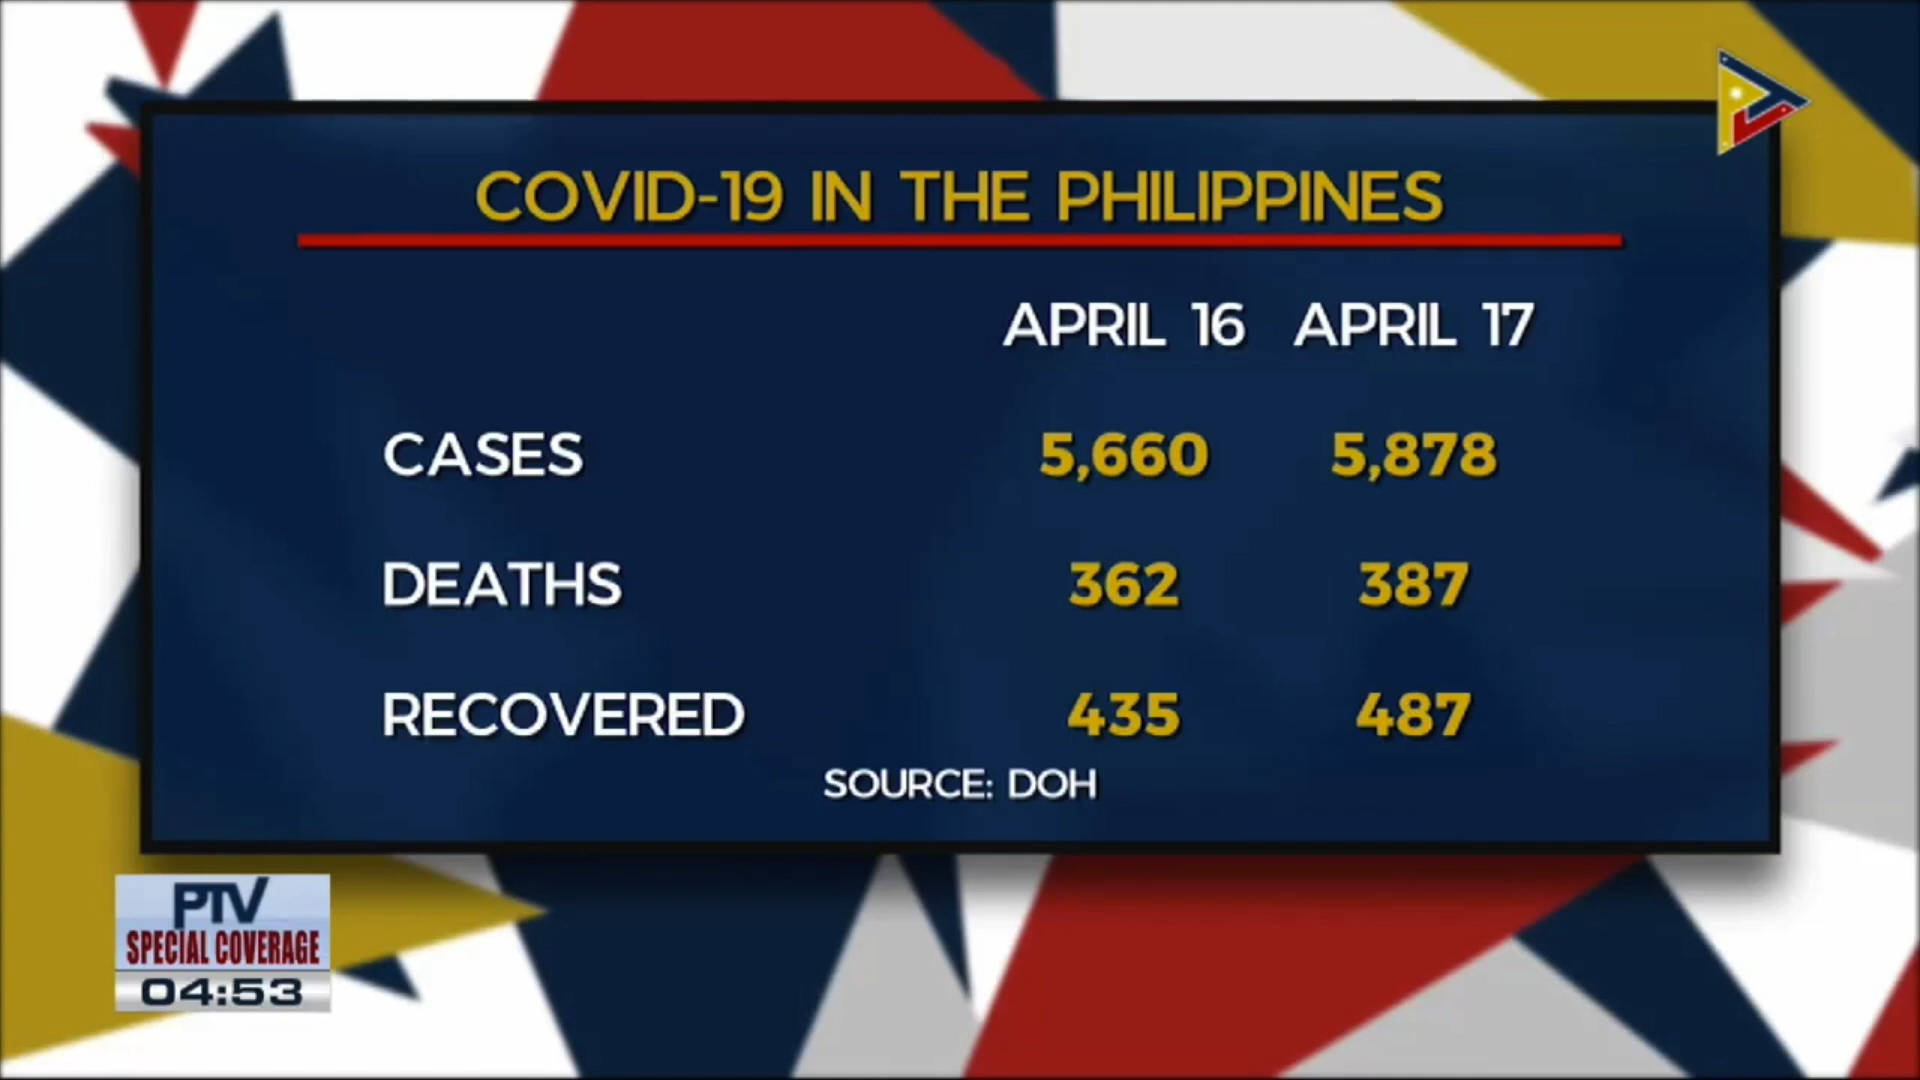 COVID-19 IN THE PHILIPPINES
APRIL 16 APRIL 17
CASES 5,660 5,878
DEATHS 362 387
RECOVERED 435 487
SOURCE: DOH
PTV
SPECIAL COVERAGE
04:53